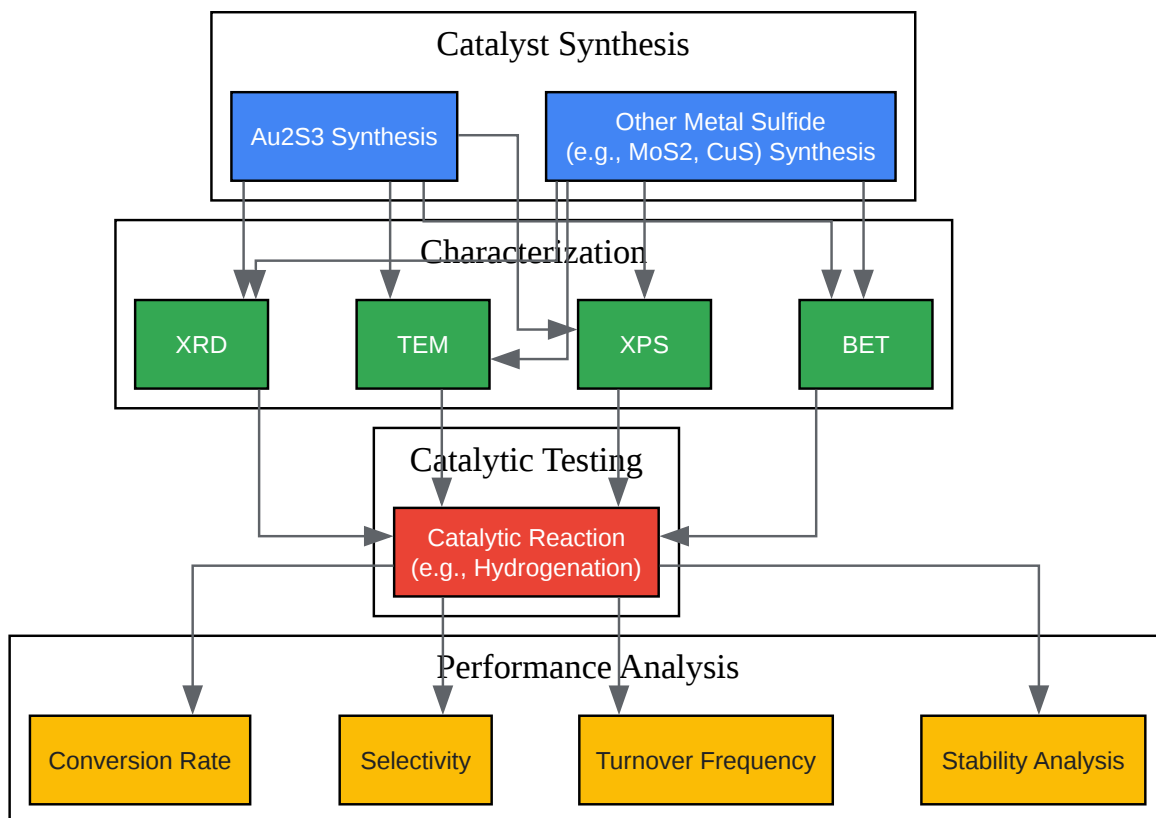 Catalyst Synthesis
Au2S3 Synthesis
Other Metal Sulfide
(e.g., MoS2, CuS) Synthesis
Characterization
XRD
TEM
XPS
BET
Catalytic Testing
Catalytic Reaction
(e.g., Hydrogenation)
Performance Analysis
Conversion Rate
Selectivity
Turnover Frequency
Stability Analysis